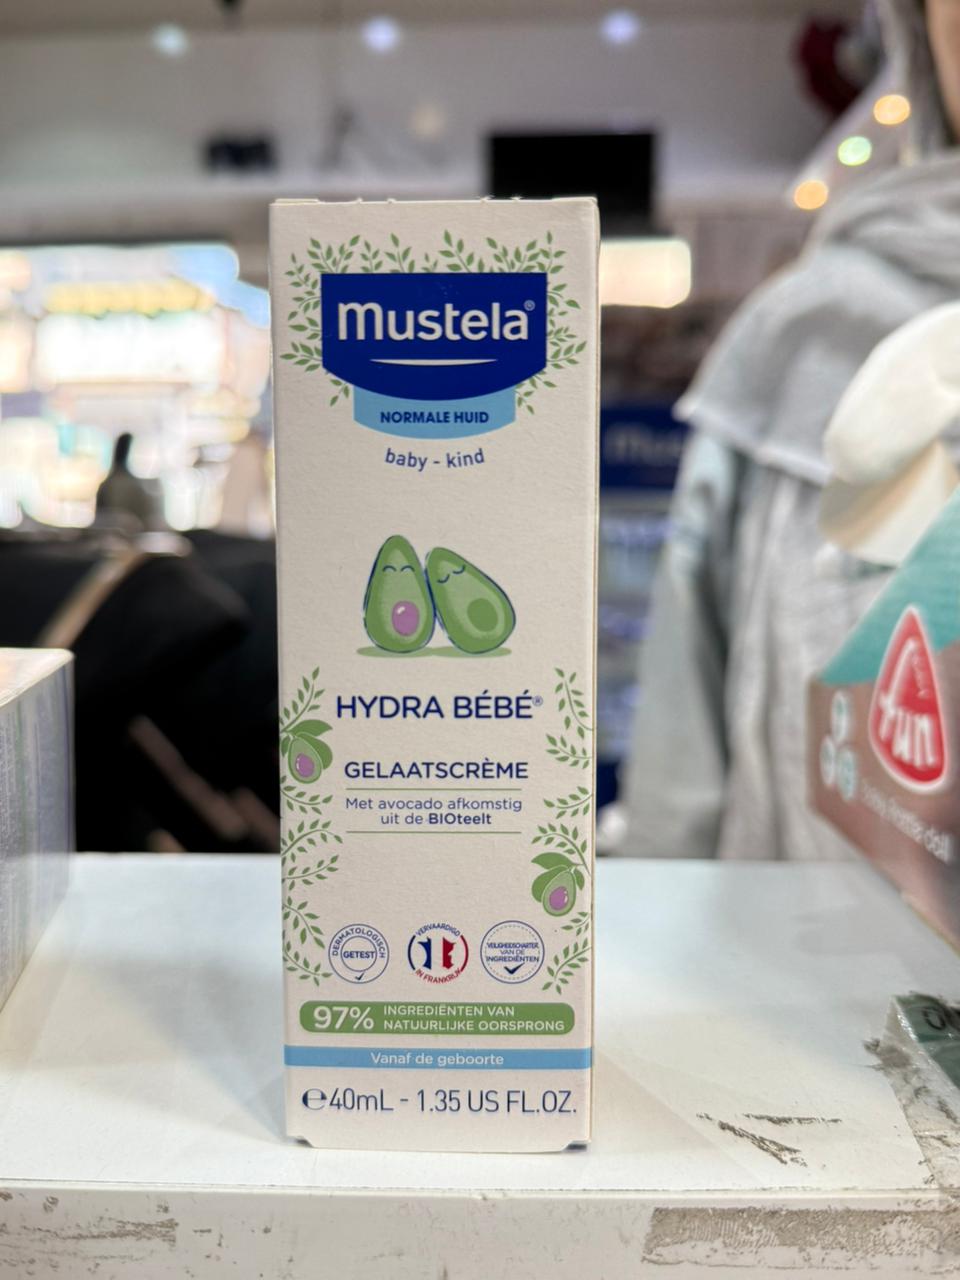 mustela®
NORMALE HUID
baby - kind
HYDRA BÉBÉ®
GELAATSCRÈME
Met avocado afkomstig
uit de BIOteelt
DERMATOLOGISCH
GETEST
VERVAARDIGD
IN FRANKRIJK
VEILIGHEIDSCHARTER
VAN DE
INGREDIËNTEN
97% INGREDIËNTEN VAN
NATUURLIJKE OORSPRONG
Vanaf de geboorte
℮40mL - 1.35 US FL.OZ.
fun